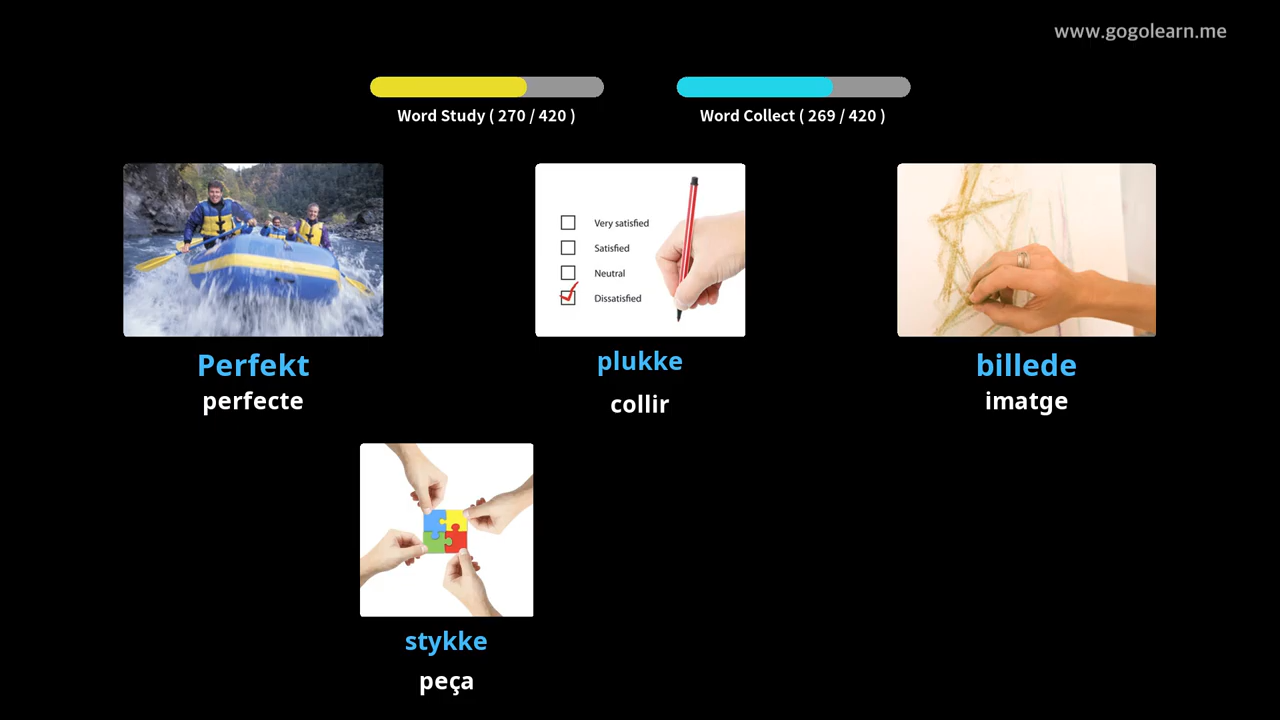 www.gogolearn.me
Word Study ( 270 / 420 )
Word Collect ( 269 / 420 )
Very satisfied
Satisfied
Neutral
Dissatisfied
Perfekt
perfecte
plukke
collir
billede
imatge
stykke
peça